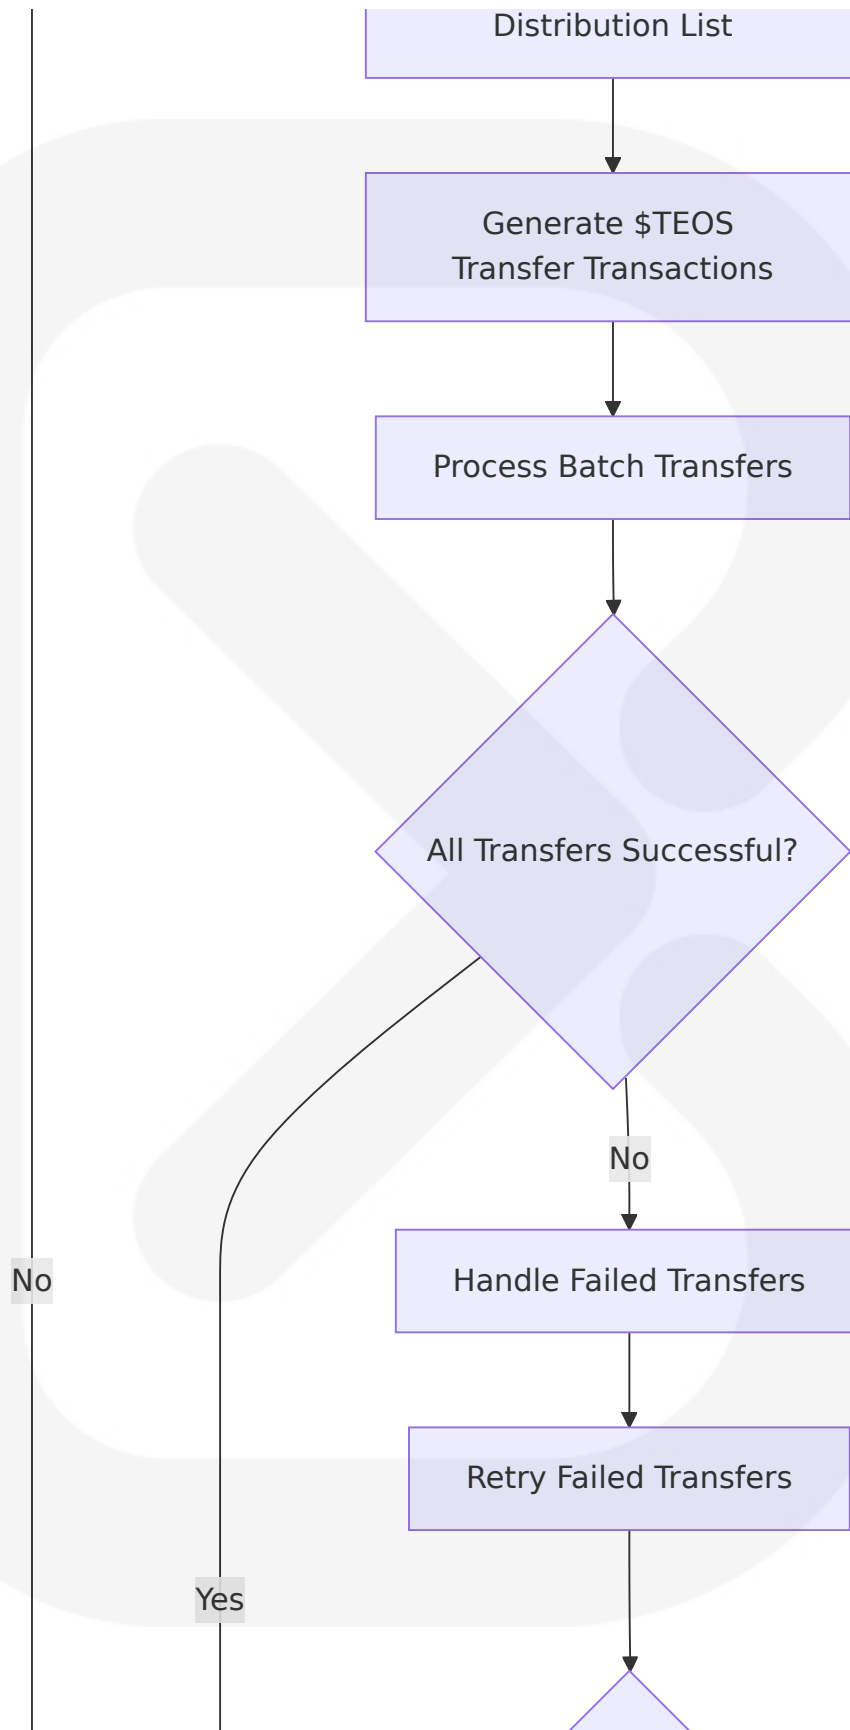 Distribution List
Generate $TEOS
Transfer Transactions
Process Batch Transfers
All Transfers Successful?
No
Handle Failed Transfers
No
Retry Failed Transfers
Yes